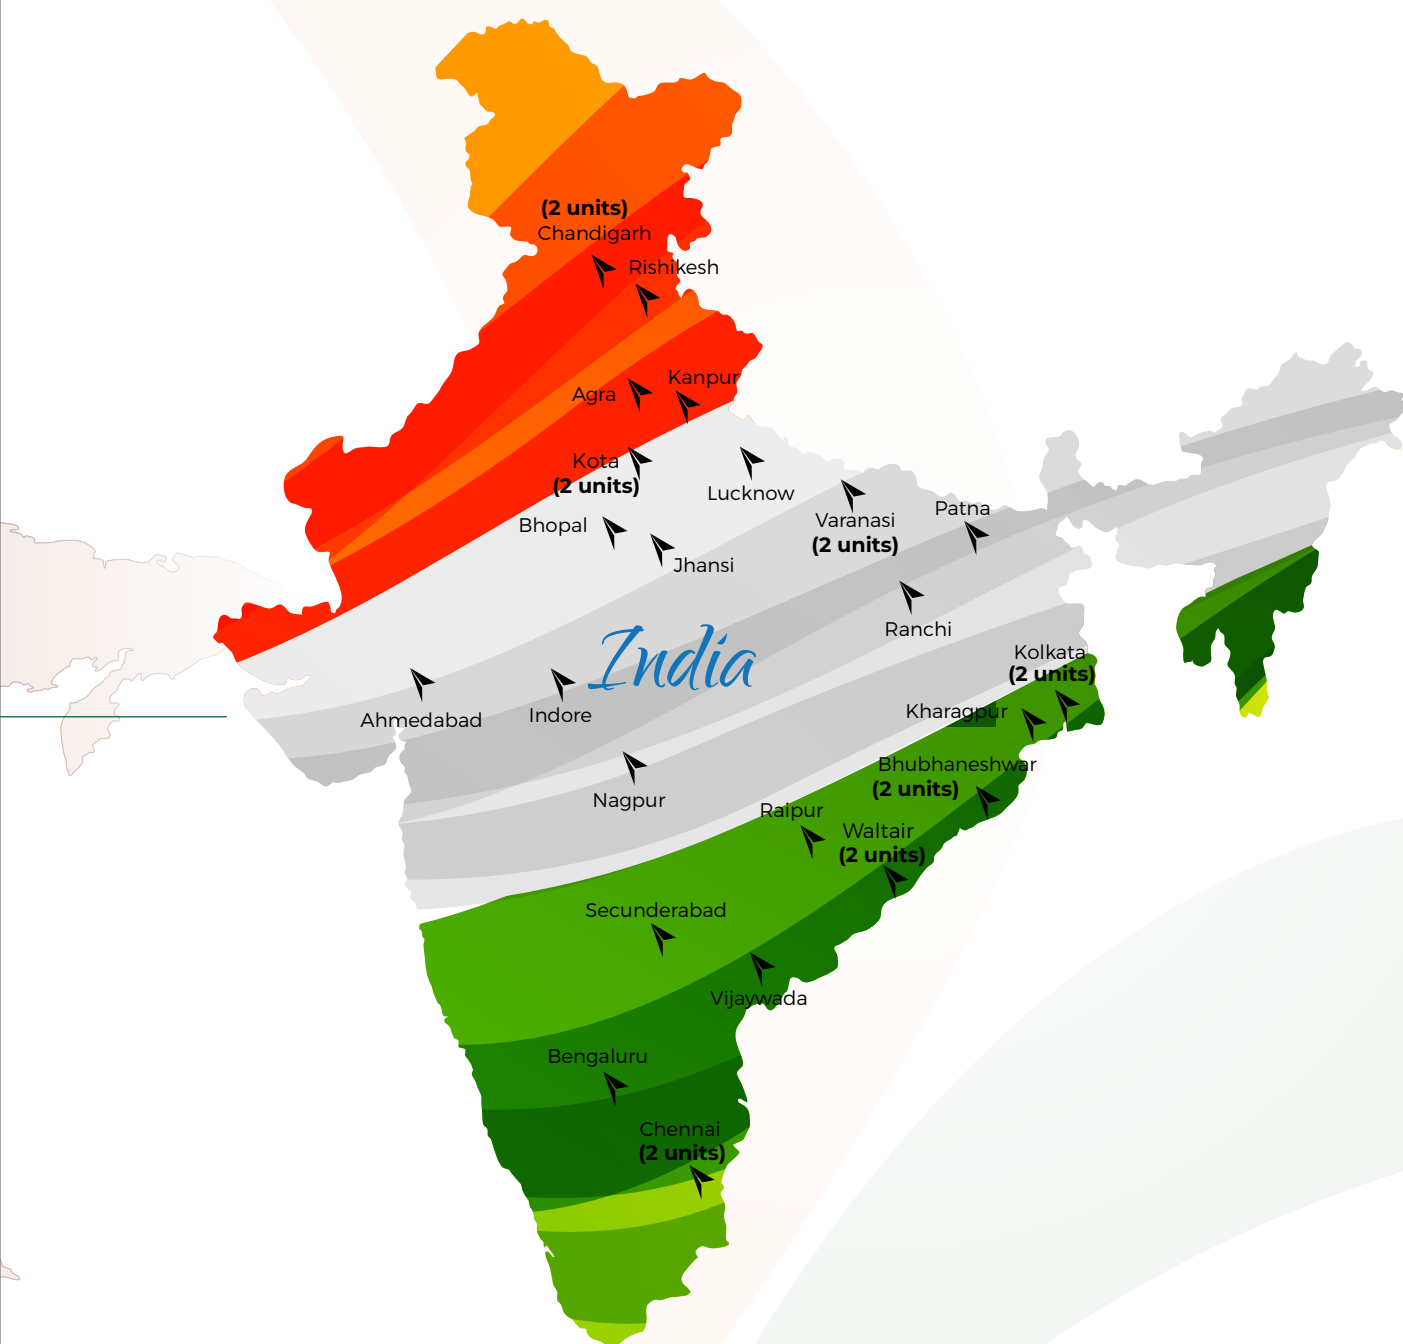 (2 units)
Chandigarh
Rishikesh
Kanpur
Agra
Kota
(2 units)
Lucknow
Bhopal
Jhansi
Varanasi
(2 units)
Patna
Ranchi
India
Kolkata
(2 units)
Ahmedabad
Indore
Kharagpur
Nagpur
Bhubhaneshwar
(2 units)
Raipur
Waltair
(2 units)
Secunderabad
Vijaywada
Bengaluru
Chennai
(2 units)